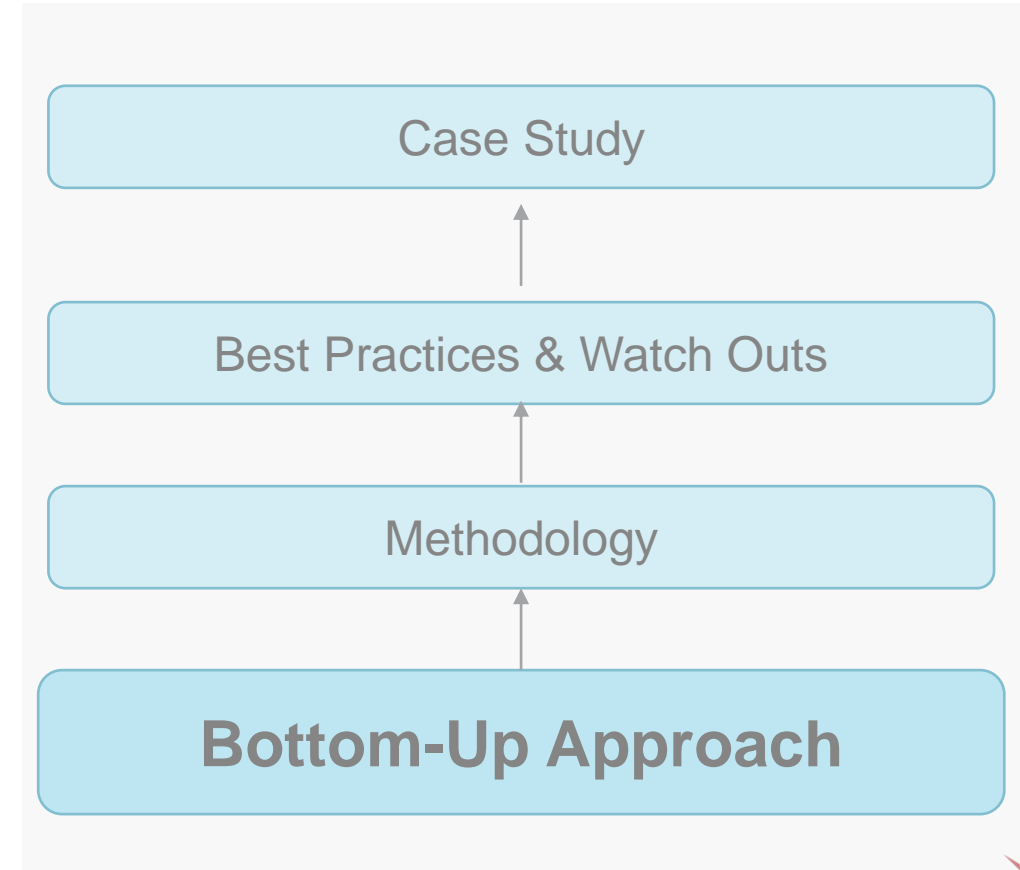 Case Study
Best Practices & Watch Outs
Methodology
Bottom-Up Approach